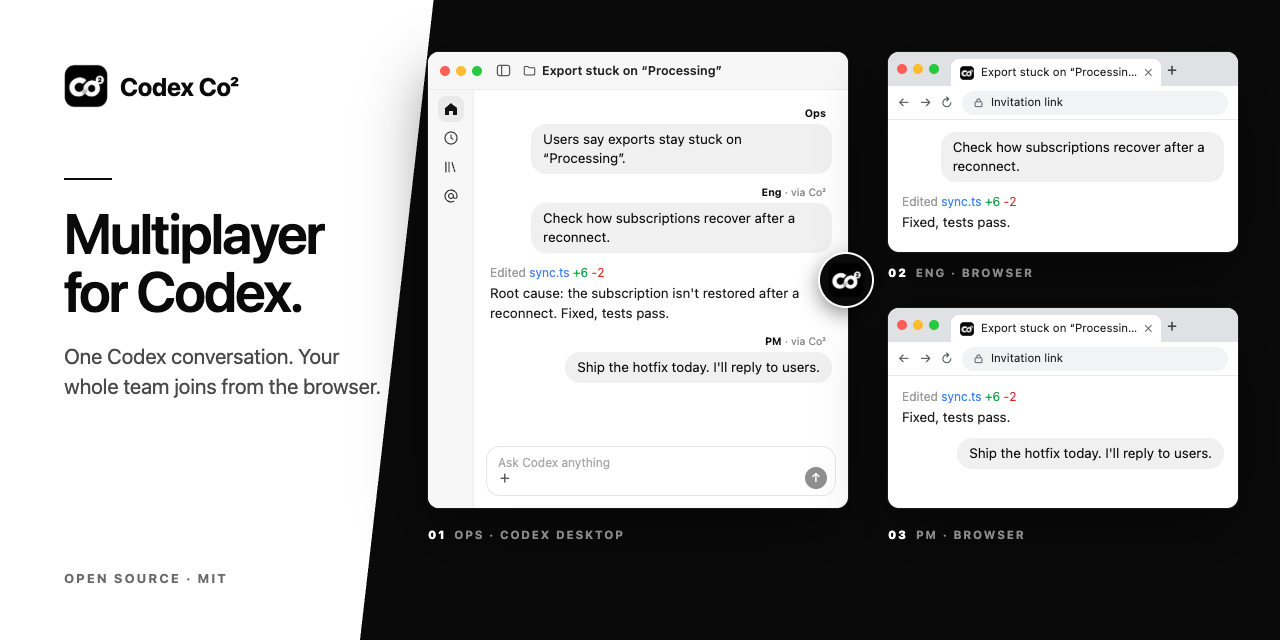 Co²
Codex Co²
Multiplayer
for Codex.
One Codex conversation. Your
whole team joins from the browser.
OPEN SOURCE · MIT
Export stuck on “Processing”
Ops
Users say exports stay stuck on
“Processing”.
Eng · via Co²
Check how subscriptions recover after a
reconnect.
Edited sync.ts +6 -2
Root cause: the subscription isn't restored after a
reconnect. Fixed, tests pass.
PM · via Co²
Ship the hotfix today. I'll reply to users.
Ask Codex anything
01 OPS · CODEX DESKTOP
Co²
Co² Export stuck on “Processin...
Invitation link
Check how subscriptions recover after a
reconnect.
Edited sync.ts +6 -2
Fixed, tests pass.
02 ENG · BROWSER
Co² Export stuck on “Processin...
Invitation link
Edited sync.ts +6 -2
Fixed, tests pass.
Ship the hotfix today. I'll reply to users.
03 PM · BROWSER